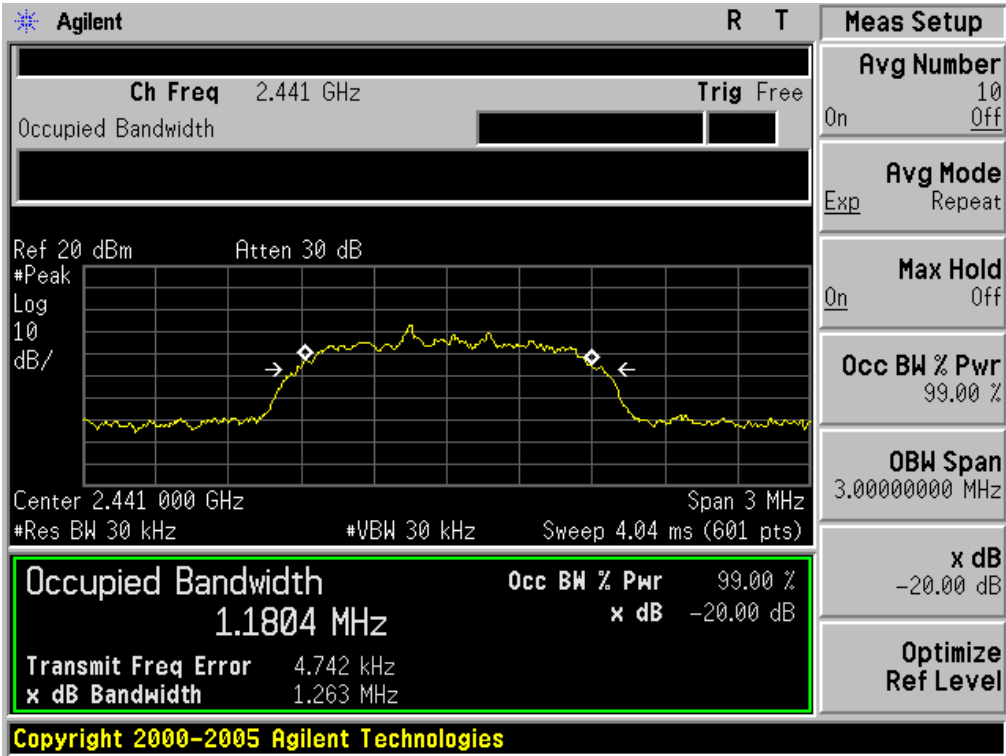 Agilent R T
Ch Freq 2.441 GHz Trig Free
Occupied Bandwidth
Ref 20 dBm Atten 30 dB
#Peak
Log
10
dB/
Center 2.441 000 GHz Span 3 MHz
#Res BW 30 kHz #VBW 30 kHz Sweep 4.04 ms (601 pts)
Occupied Bandwidth
1.1804 MHz
Occ BW % Pwr 99.00 %
x dB -20.00 dB
Transmit Freq Error 4.742 kHz
x dB Bandwidth 1.263 MHz
Copyright 2000-2005 Agilent Technologies
Meas Setup
Avg Number
10
On Off
Avg Mode
Exp Repeat
Max Hold
On Off
Occ BW % Pwr
99.00 %
OBW Span
3.00000000 MHz
x dB
-20.00 dB
Optimize
Ref Level